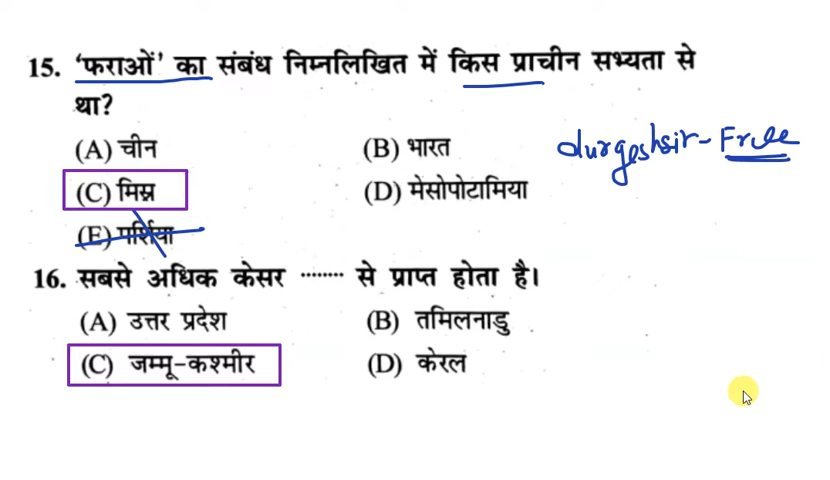 15. ‘फराओं’ का संबंध निम्नलिखित में किस प्राचीन सभ्यता से
था?
(A) चीन (B) भारत
durgeshsir - Free
(C) मिस्र (D) मेसोपोटामिया
(E) पर्शिया
16. सबसे अधिक केसर ........ से प्राप्त होता है।
(A) उत्तर प्रदेश (B) तमिलनाडु
(C) जम्मू-कश्मीर (D) केरल